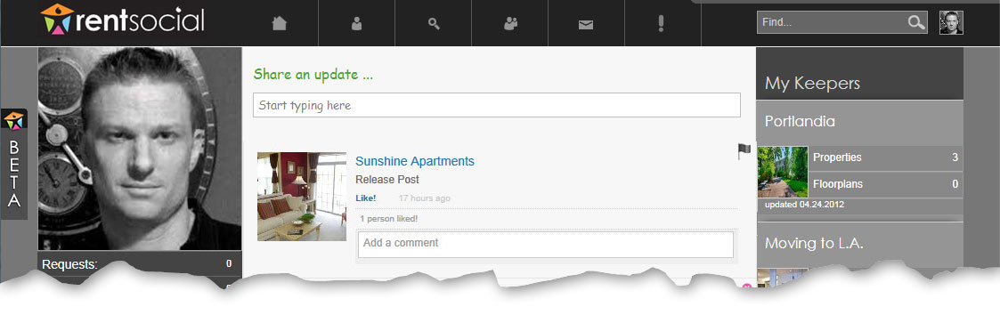 rentsocial
Find...
BETA
Requests: 0
Share an update ...
Start typing here
Sunshine Apartments
Release Post
Like! 17 hours ago
1 person liked!
Add a comment
My Keepers
Portlandia
Properties 3
Floorplans 0
updated 04.24.2012
Moving to L.A.